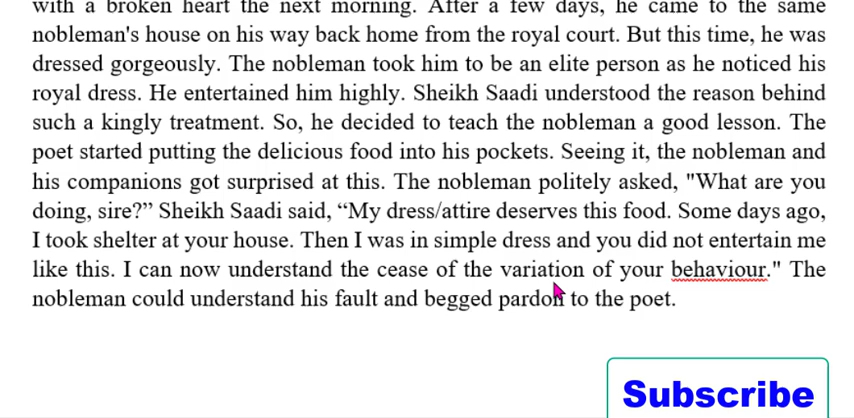 with a broken heart the next morning. After a few days, he came to the same
nobleman's house on his way back home from the royal court. But this time, he was
dressed gorgeously. The nobleman took him to be an elite person as he noticed his
royal dress. He entertained him highly. Sheikh Saadi understood the reason behind
such a kingly treatment. So, he decided to teach the nobleman a good lesson. The
poet started putting the delicious food into his pockets. Seeing it, the nobleman and
his companions got surprised at this. The nobleman politely asked, "What are you
doing, sire?” Sheikh Saadi said, “My dress/attire deserves this food. Some days ago,
I took shelter at your house. Then I was in simple dress and you did not entertain me
like this. I can now understand the cease of the variation of your behaviour." The
nobleman could understand his fault and begged pardon to the poet.
Subscribe